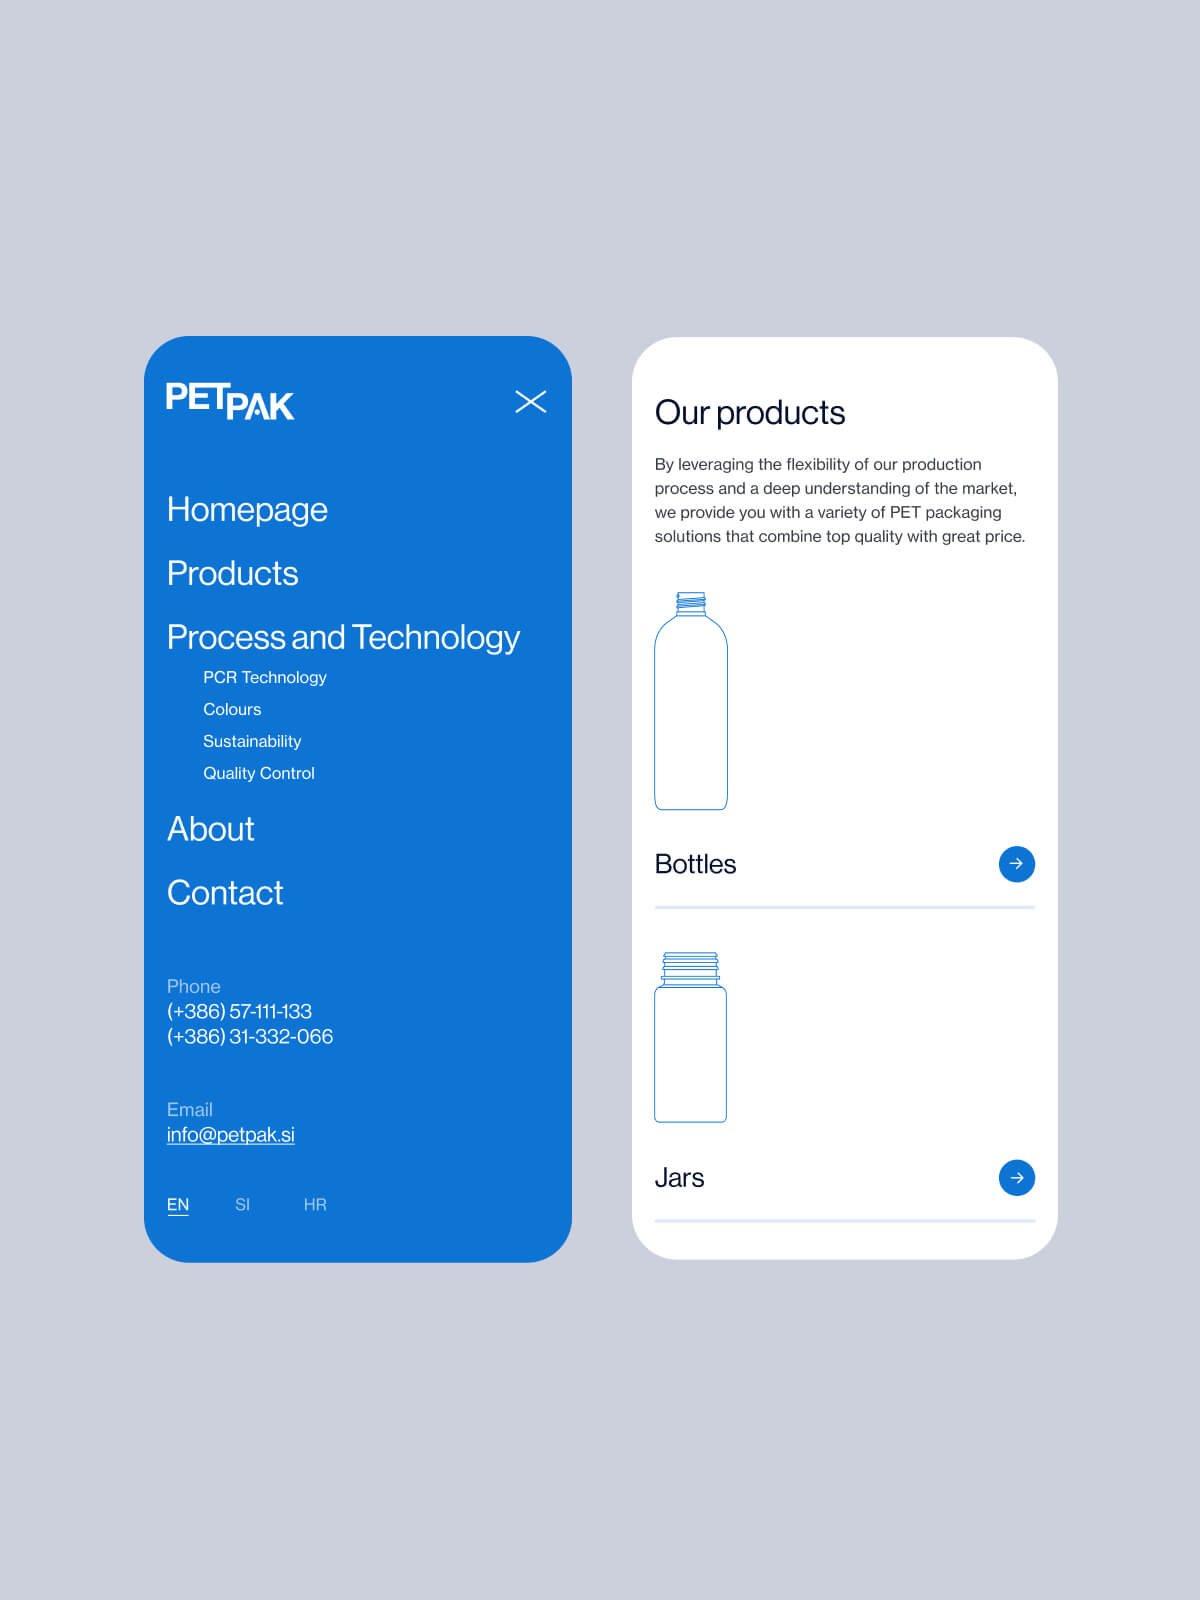 PETPAK
Homepage
Products
Process and Technology
PCR Technology
Colours
Sustainability
Quality Control
About
Contact
Phone
(+386) 57-111-133
(+386) 31-332-066
Email
info@petpak.si
EN SI HR
Our products
By leveraging the flexibility of our production
process and a deep understanding of the market,
we provide you with a variety of PET packaging
solutions that combine top quality with great price.
Bottles
Jars